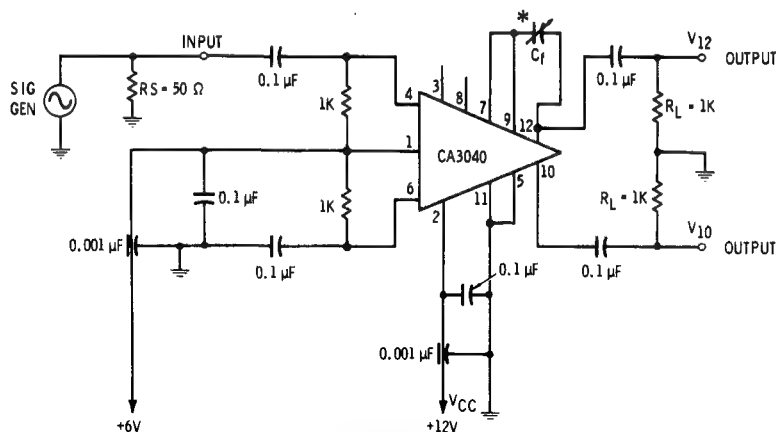 *
INPUT
V12
OUTPUT
0.1 μF
Cf
0.1 μF
SIG
GEN
RS = 50 Ω
1K
4
3
8
7
9
12
RL = 1K
1
CA3040
10
0.1 μF
1K
6
2
11
5
RL = 1K
V10
OUTPUT
0.001 μF
0.1 μF
0.1 μF
0.1 μF
0.001 μF
VCC
+6V
+12V